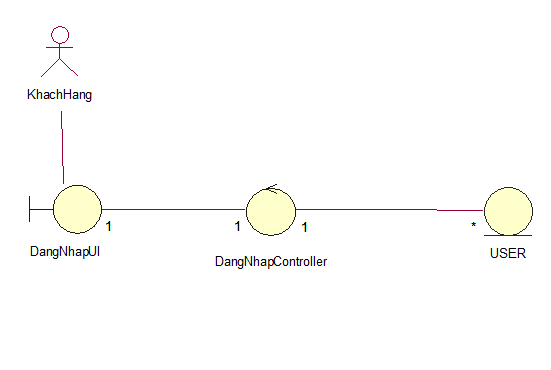 KhachHang
1
1
1
*
DangNhapUI
DangNhapController
USER